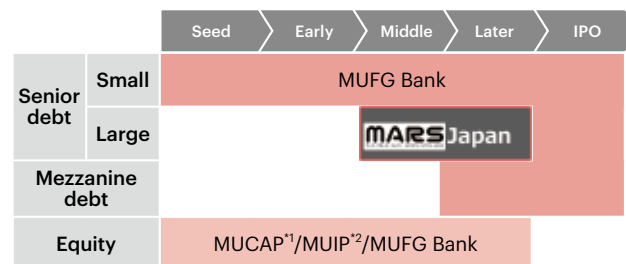 Seed Early Middle Later IPO
Senior
debt
Small
MUFG Bank
Large
MARS Japan
Mezzanine
debt
Equity
MUCAP*1/MUIP*2/MUFG Bank